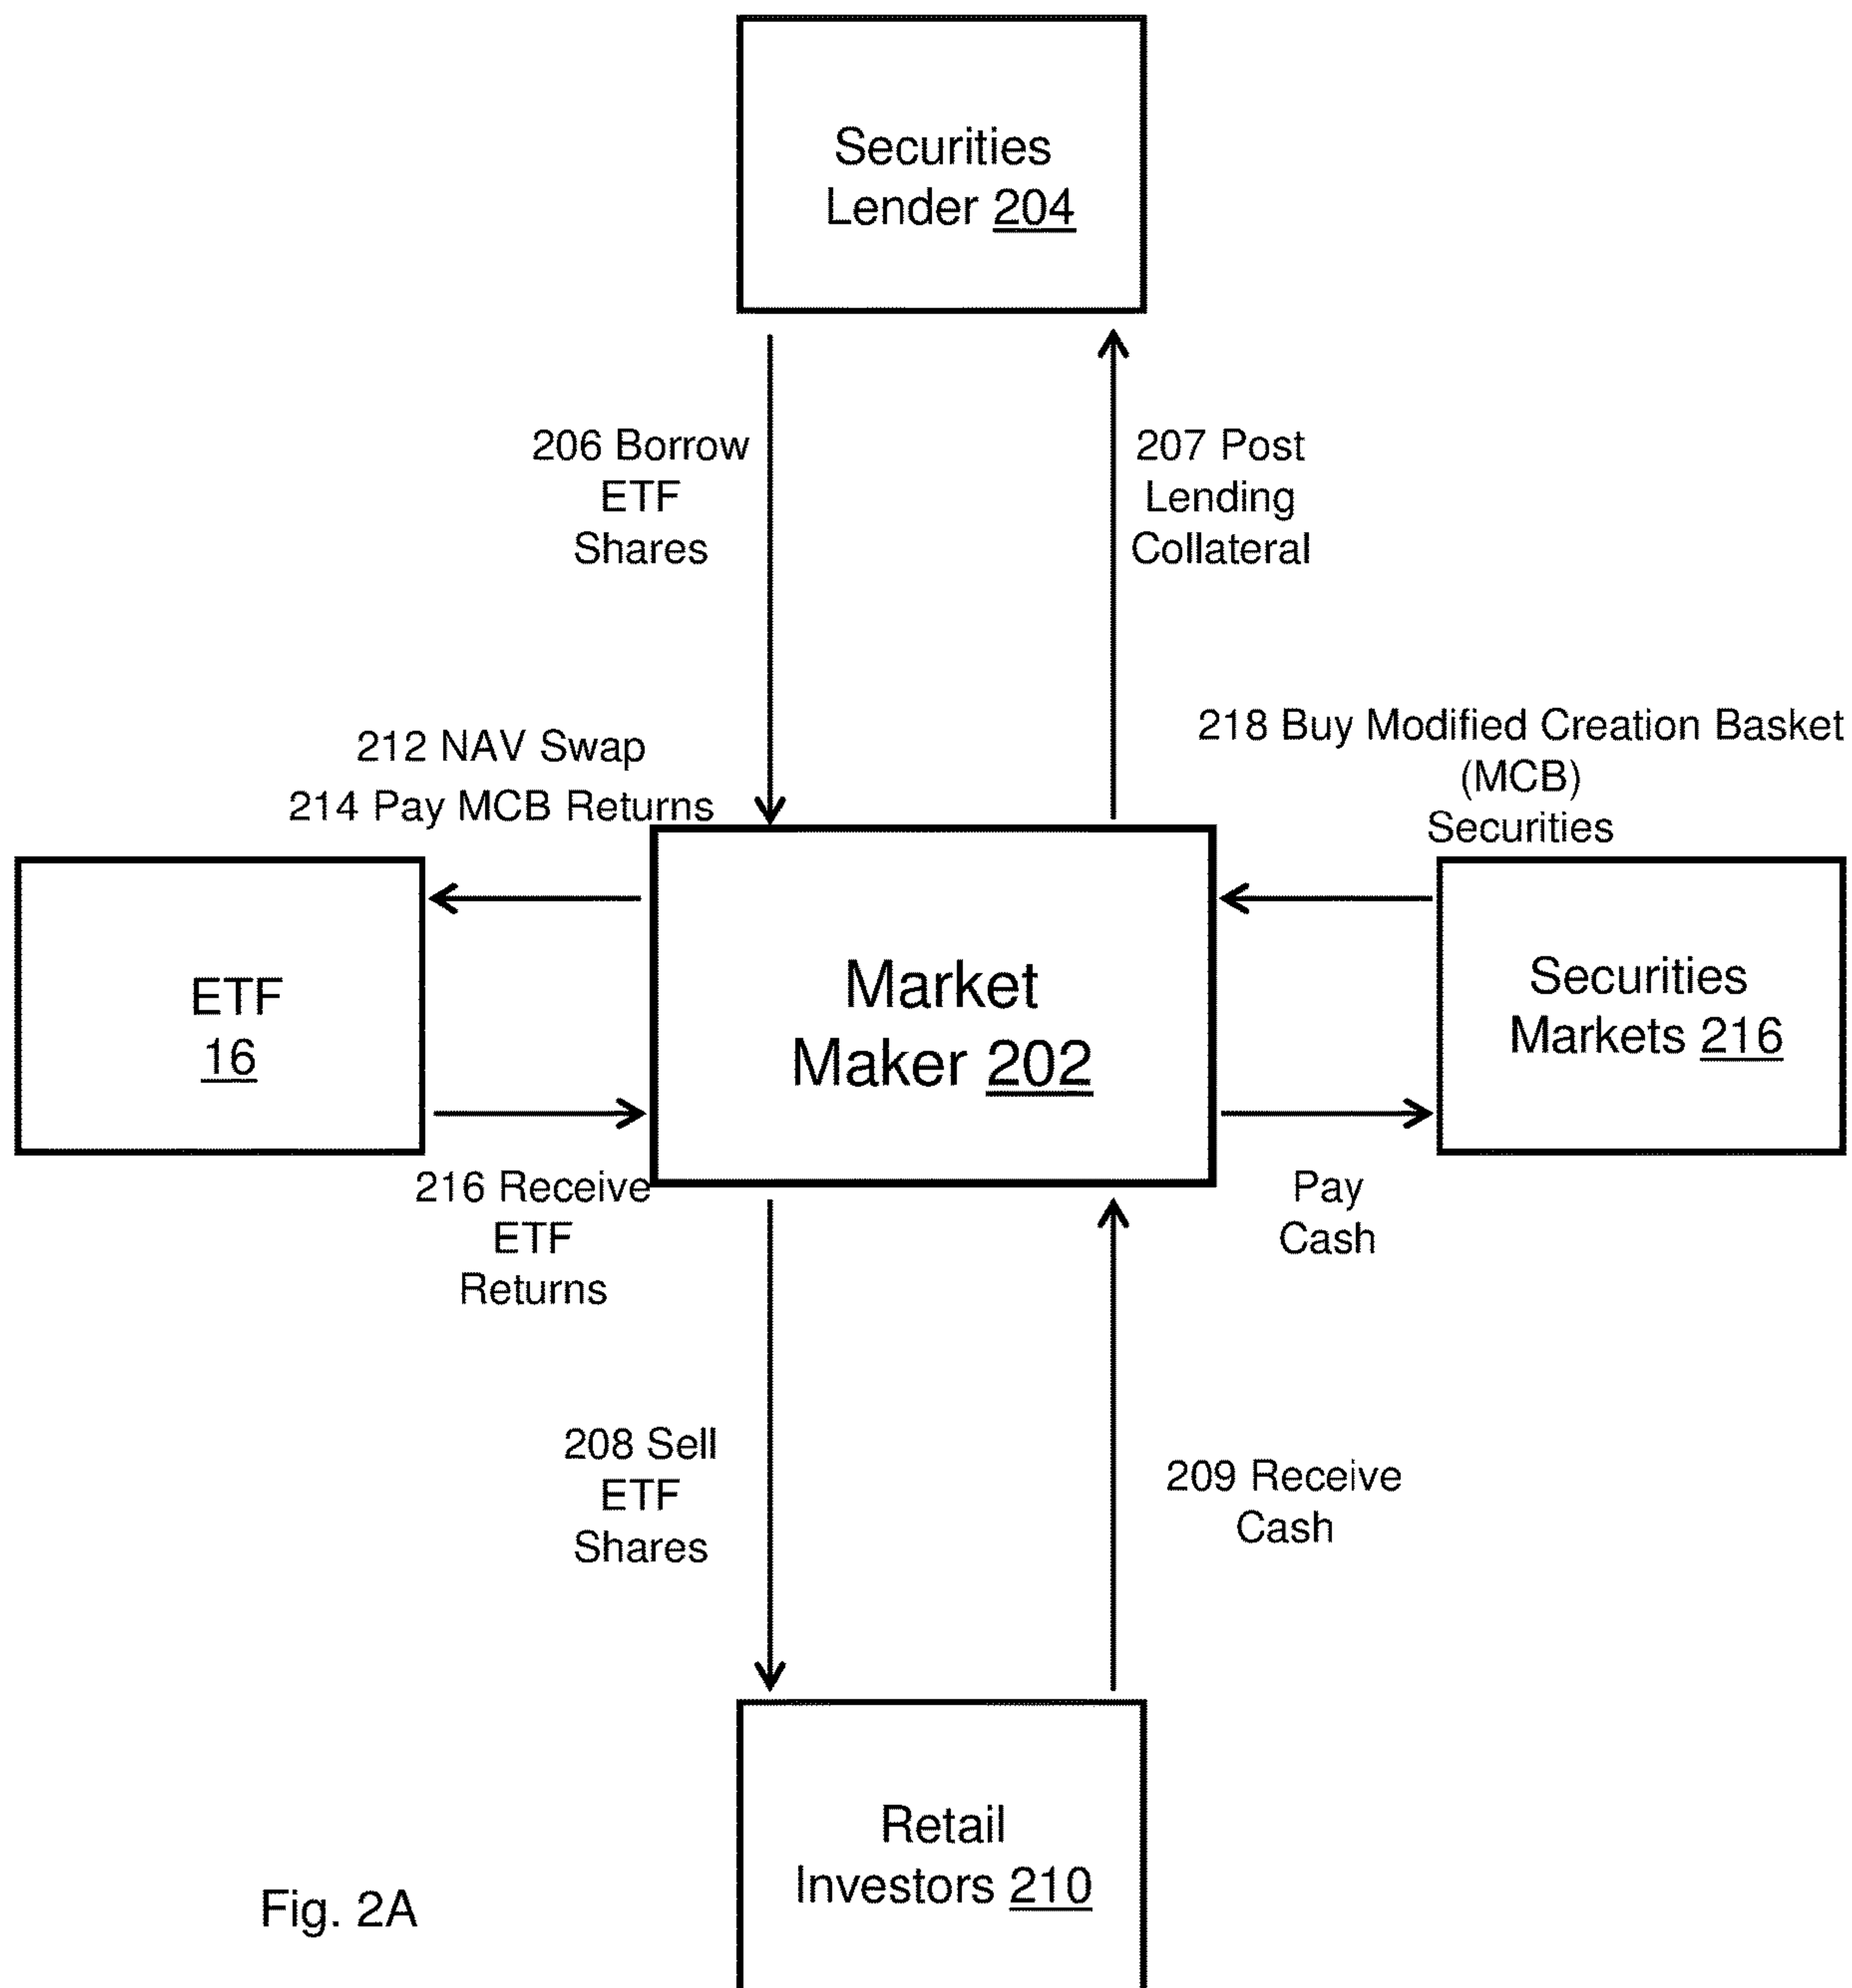 Securities
Lender 204
206 Borrow
ETF
Shares
207 Post
Lending
Collateral
212 NAV Swap
214 Pay MCB Returns
218 Buy Modified Creation Basket
(MCB)
Securities
ETF
16
Market
Maker 202
Securities
Markets 216
216 Receive
ETF
Returns
Pay
Cash
208 Sell
ETF
Shares
209 Receive
Cash
Retail
Investors 210
Fig. 2A